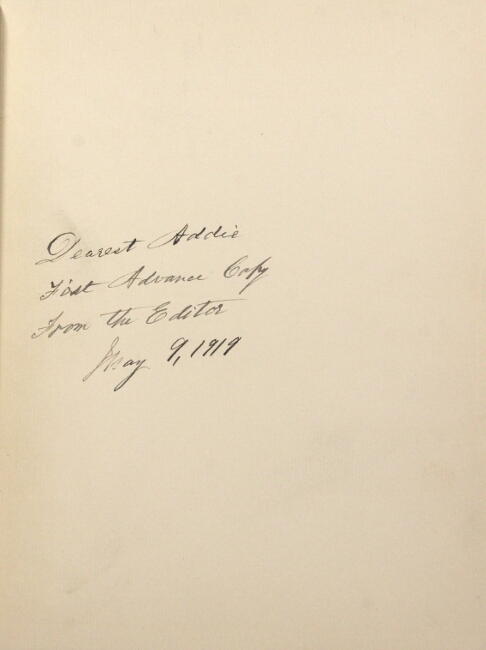 Dearest Addie
First Advance Copy
From the Editor
May 9, 1919